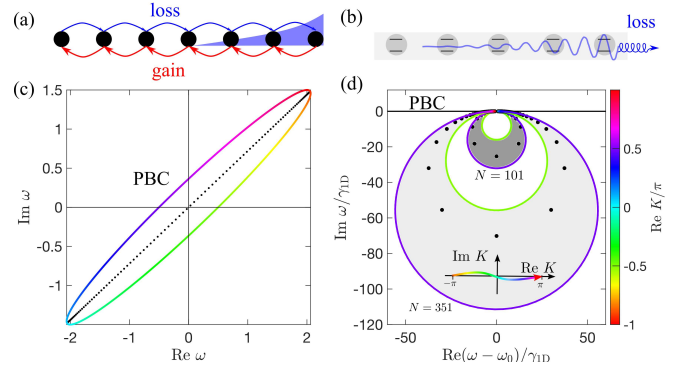 (a)
loss
gain
(b)
loss
(c)
1.5
1
0.5
0
-0.5
-1
-2
-1
0
1
2
Im ω
Re ω
PBC
(d)
PBC
0
-20
-40
-60
-80
-100
-120
-50
0
50
Im ω/γ1D
Re(ω − ω0)/γ1D
N = 101
Im K
Re K
−π
π
N = 351
0.5
0
-0.5
-1
Re K/π